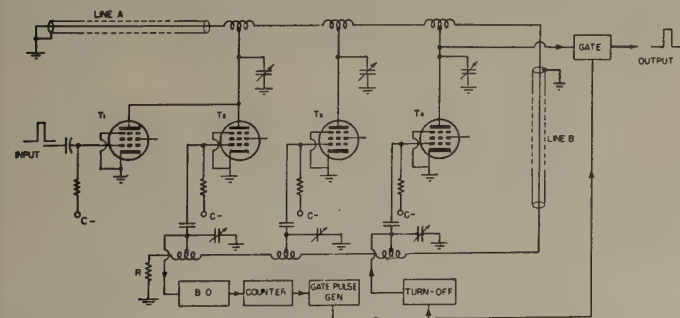 LINE A
GATE
OUTPUT
T1
T2
T3
T4
INPUT
LINE B
C-
C-
C-
C-
R
B O
COUNTER
GATE PULSE GEN
TURN-OFF